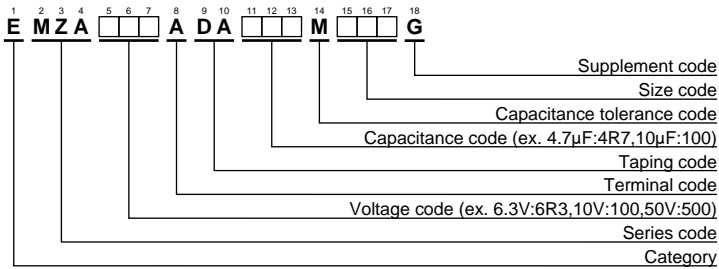 1 2 3 4 5 6 7 8 9 10 11 12 13 14 15 16 17 18
E MZA A DA M G
Supplement code
Size code
Capacitance tolerance code
Capacitance code (ex. 4.7μF:4R7,10μF:100)
Taping code
Terminal code
Voltage code (ex. 6.3V:6R3,10V:100,50V:500)
Series code
Category